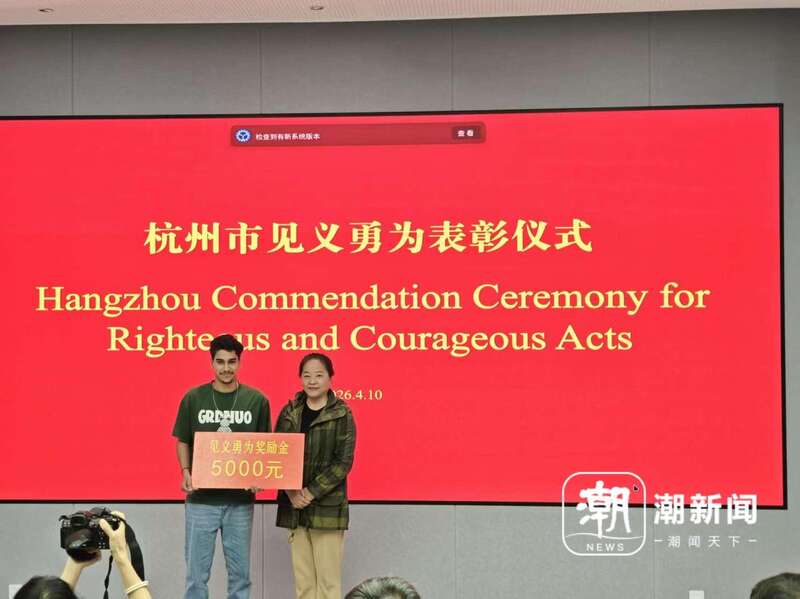 检查到有新系统版本
查看
杭州市见义勇为表彰仪式
Hangzhou Commendation Ceremony for
Righteous and Courageous Acts
26.4.10
GRDNUO
见义勇为奖励金
5000元
潮
NEWS
潮新闻
潮闻天下